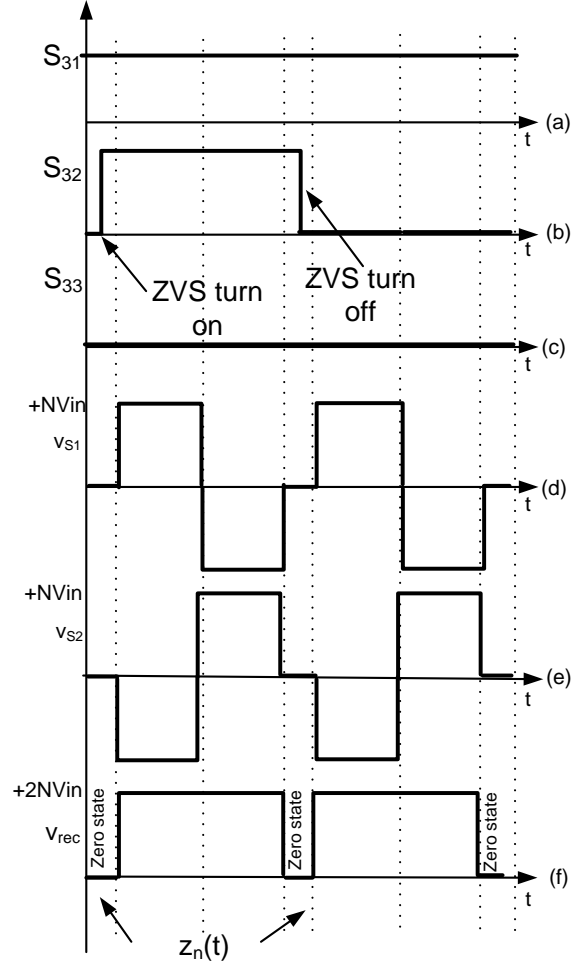 S31
(a)
t
S32
(b)
t
ZVS turn
on
ZVS turn
off
S33
(c)
t
+NVin
vS1
(d)
t
+NVin
vS2
(e)
t
+2NVin
vrec
Zero state
Zero state
Zero state
(f)
t
zn(t)